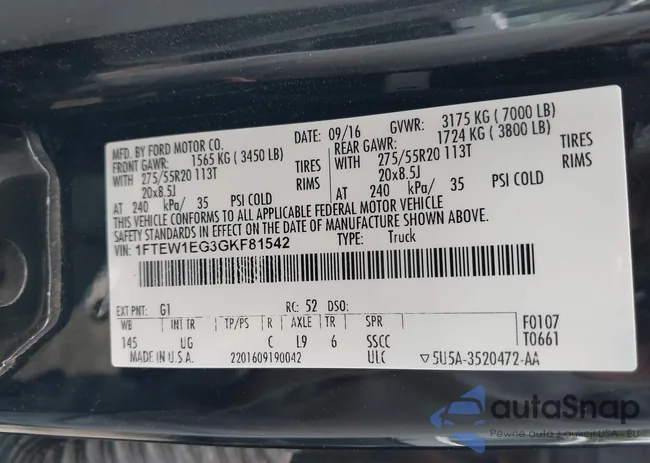 MFD. BY FORD MOTOR CO.
DATE: 09/16 GVWR: 3175 KG ( 7000 LB)
FRONT GAWR: 1565 KG ( 3450 LB) REAR GAWR: 1724 KG ( 3800 LB)
WITH 275/55R20 113T TIRES WITH 275/55R20 113T TIRES
20x8.5J RIMS 20x8.5J RIMS
AT 240 kPa/ 35 PSI COLD AT 240 kPa/ 35 PSI COLD
THIS VEHICLE CONFORMS TO ALL APPLICABLE FEDERAL MOTOR VEHICLE
SAFETY STANDARDS IN EFFECT ON THE DATE OF MANUFACTURE SHOWN ABOVE.
VIN: 1FTEW1EG3GKF81542 TYPE: Truck
EXT PNT: G1 RC: 52 DSO: F0107
WB INT TR TP/PS R AXLE TR SPR T0661
145 UG C L9 6 SSCC
MADE IN U.S.A. 2201609190042 ULC ▽5U5A-3520472-AA
autaSnap
Pewne auta z aukcji USA - EU